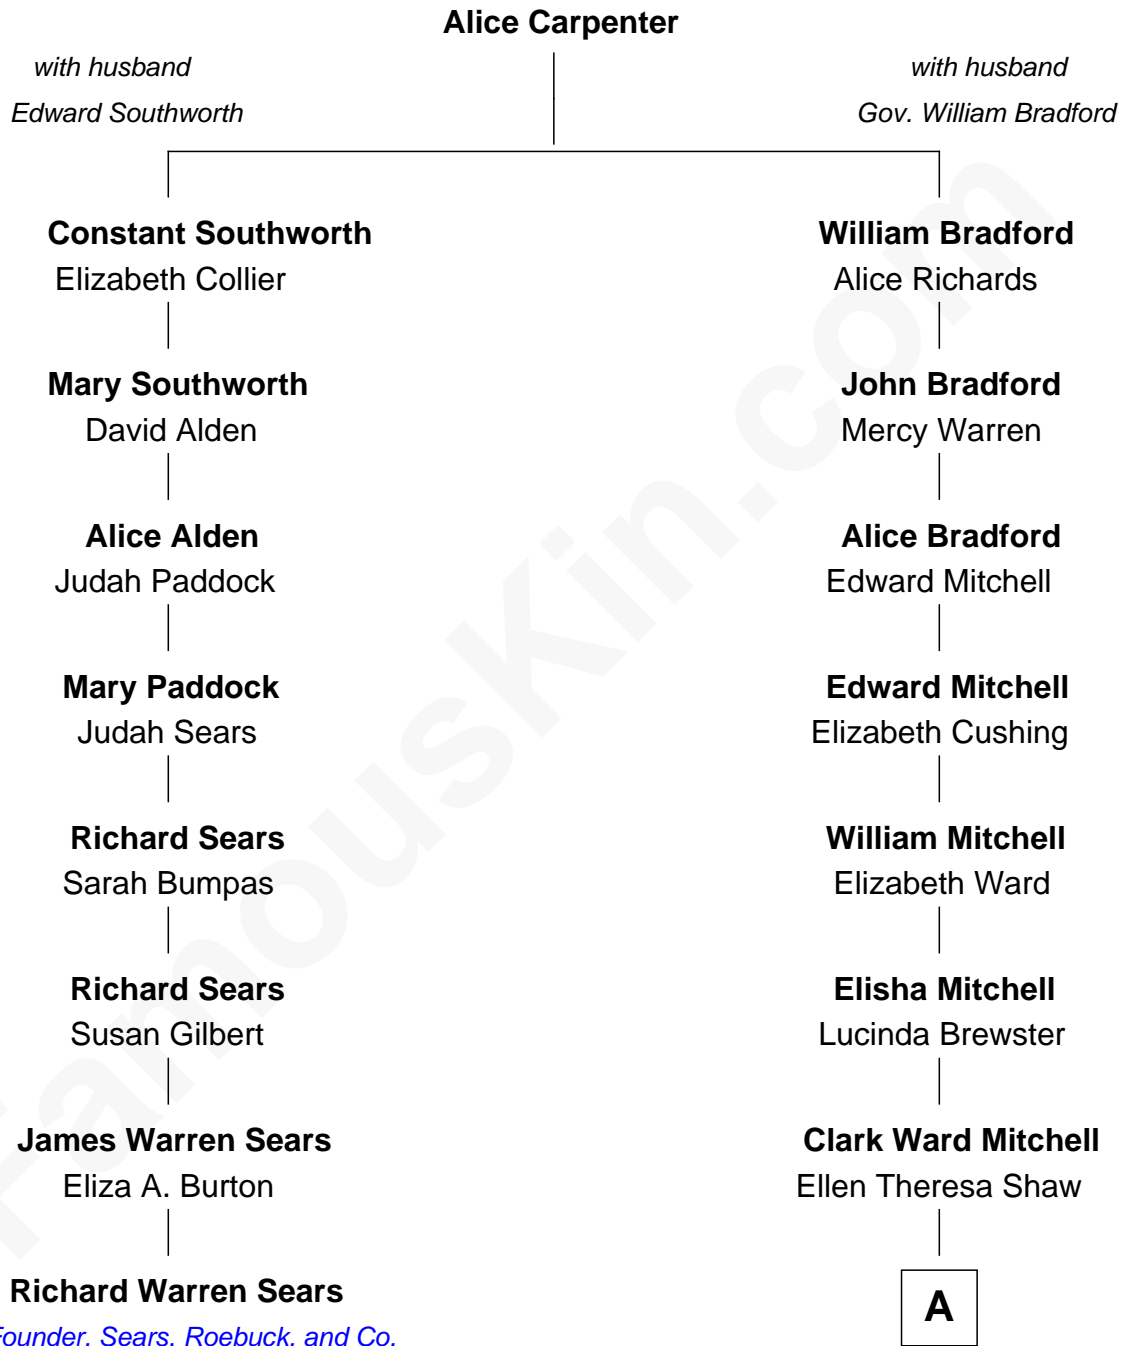 Alice Carpenter
with husband
Edward Southworth
with husband
Gov. William Bradford
Constant Southworth
Elizabeth Collier
Mary Southworth
David Alden
Alice Alden
Judah Paddock
Mary Paddock
Judah Sears
Richard Sears
Sarah Bumpas
Richard Sears
Susan Gilbert
James Warren Sears
Eliza A. Burton
Richard Warren Sears
Founder, Sears, Roebuck, and Co.
William Bradford
Alice Richards
John Bradford
Mercy Warren
Alice Bradford
Edward Mitchell
Edward Mitchell
Elizabeth Cushing
William Mitchell
Elizabeth Ward
Elisha Mitchell
Lucinda Brewster
Clark Ward Mitchell
Ellen Theresa Shaw
A
FamousKin.com